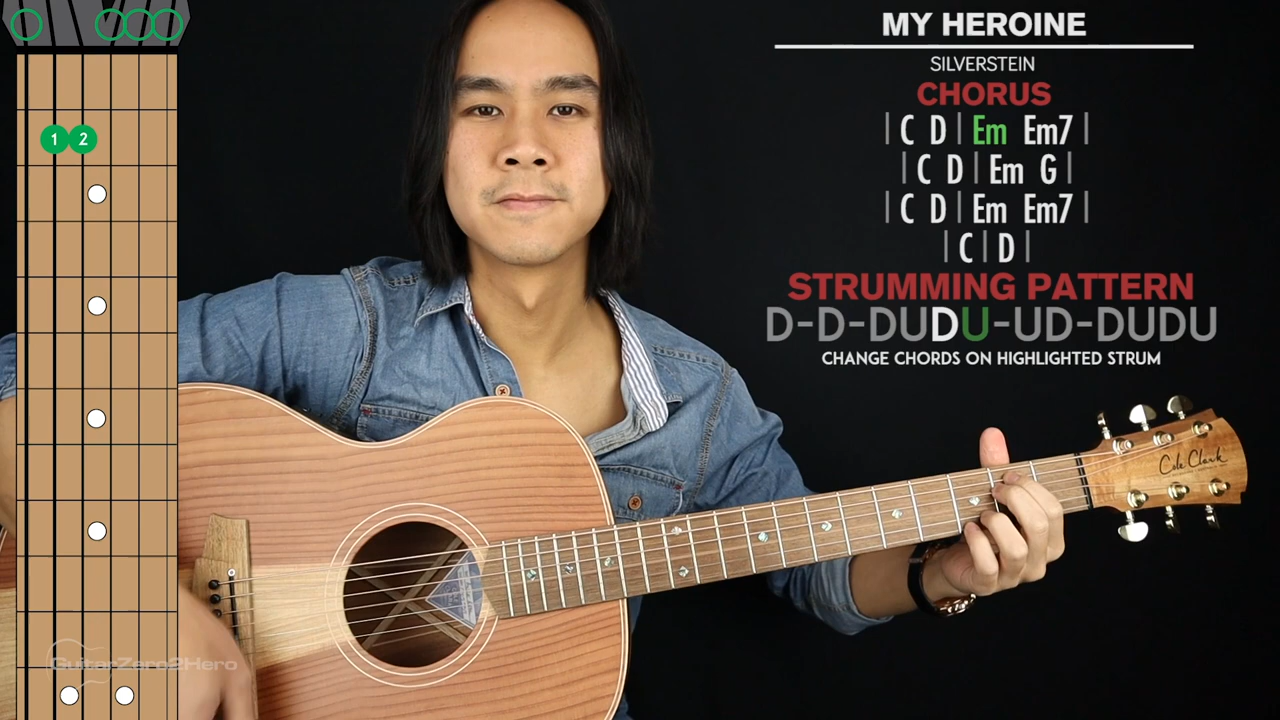 MY HEROINE
SILVERSTEIN
CHORUS
| C D | Em Em7 |
| C D | Em G |
| C D | Em Em7 |
| C | D |
STRUMMING PATTERN
D-D-DUDU-UD-DUDU
CHANGE CHORDS ON HIGHLIGHTED STRUM
1 2
Cole Clark
GuitarZero2Hero